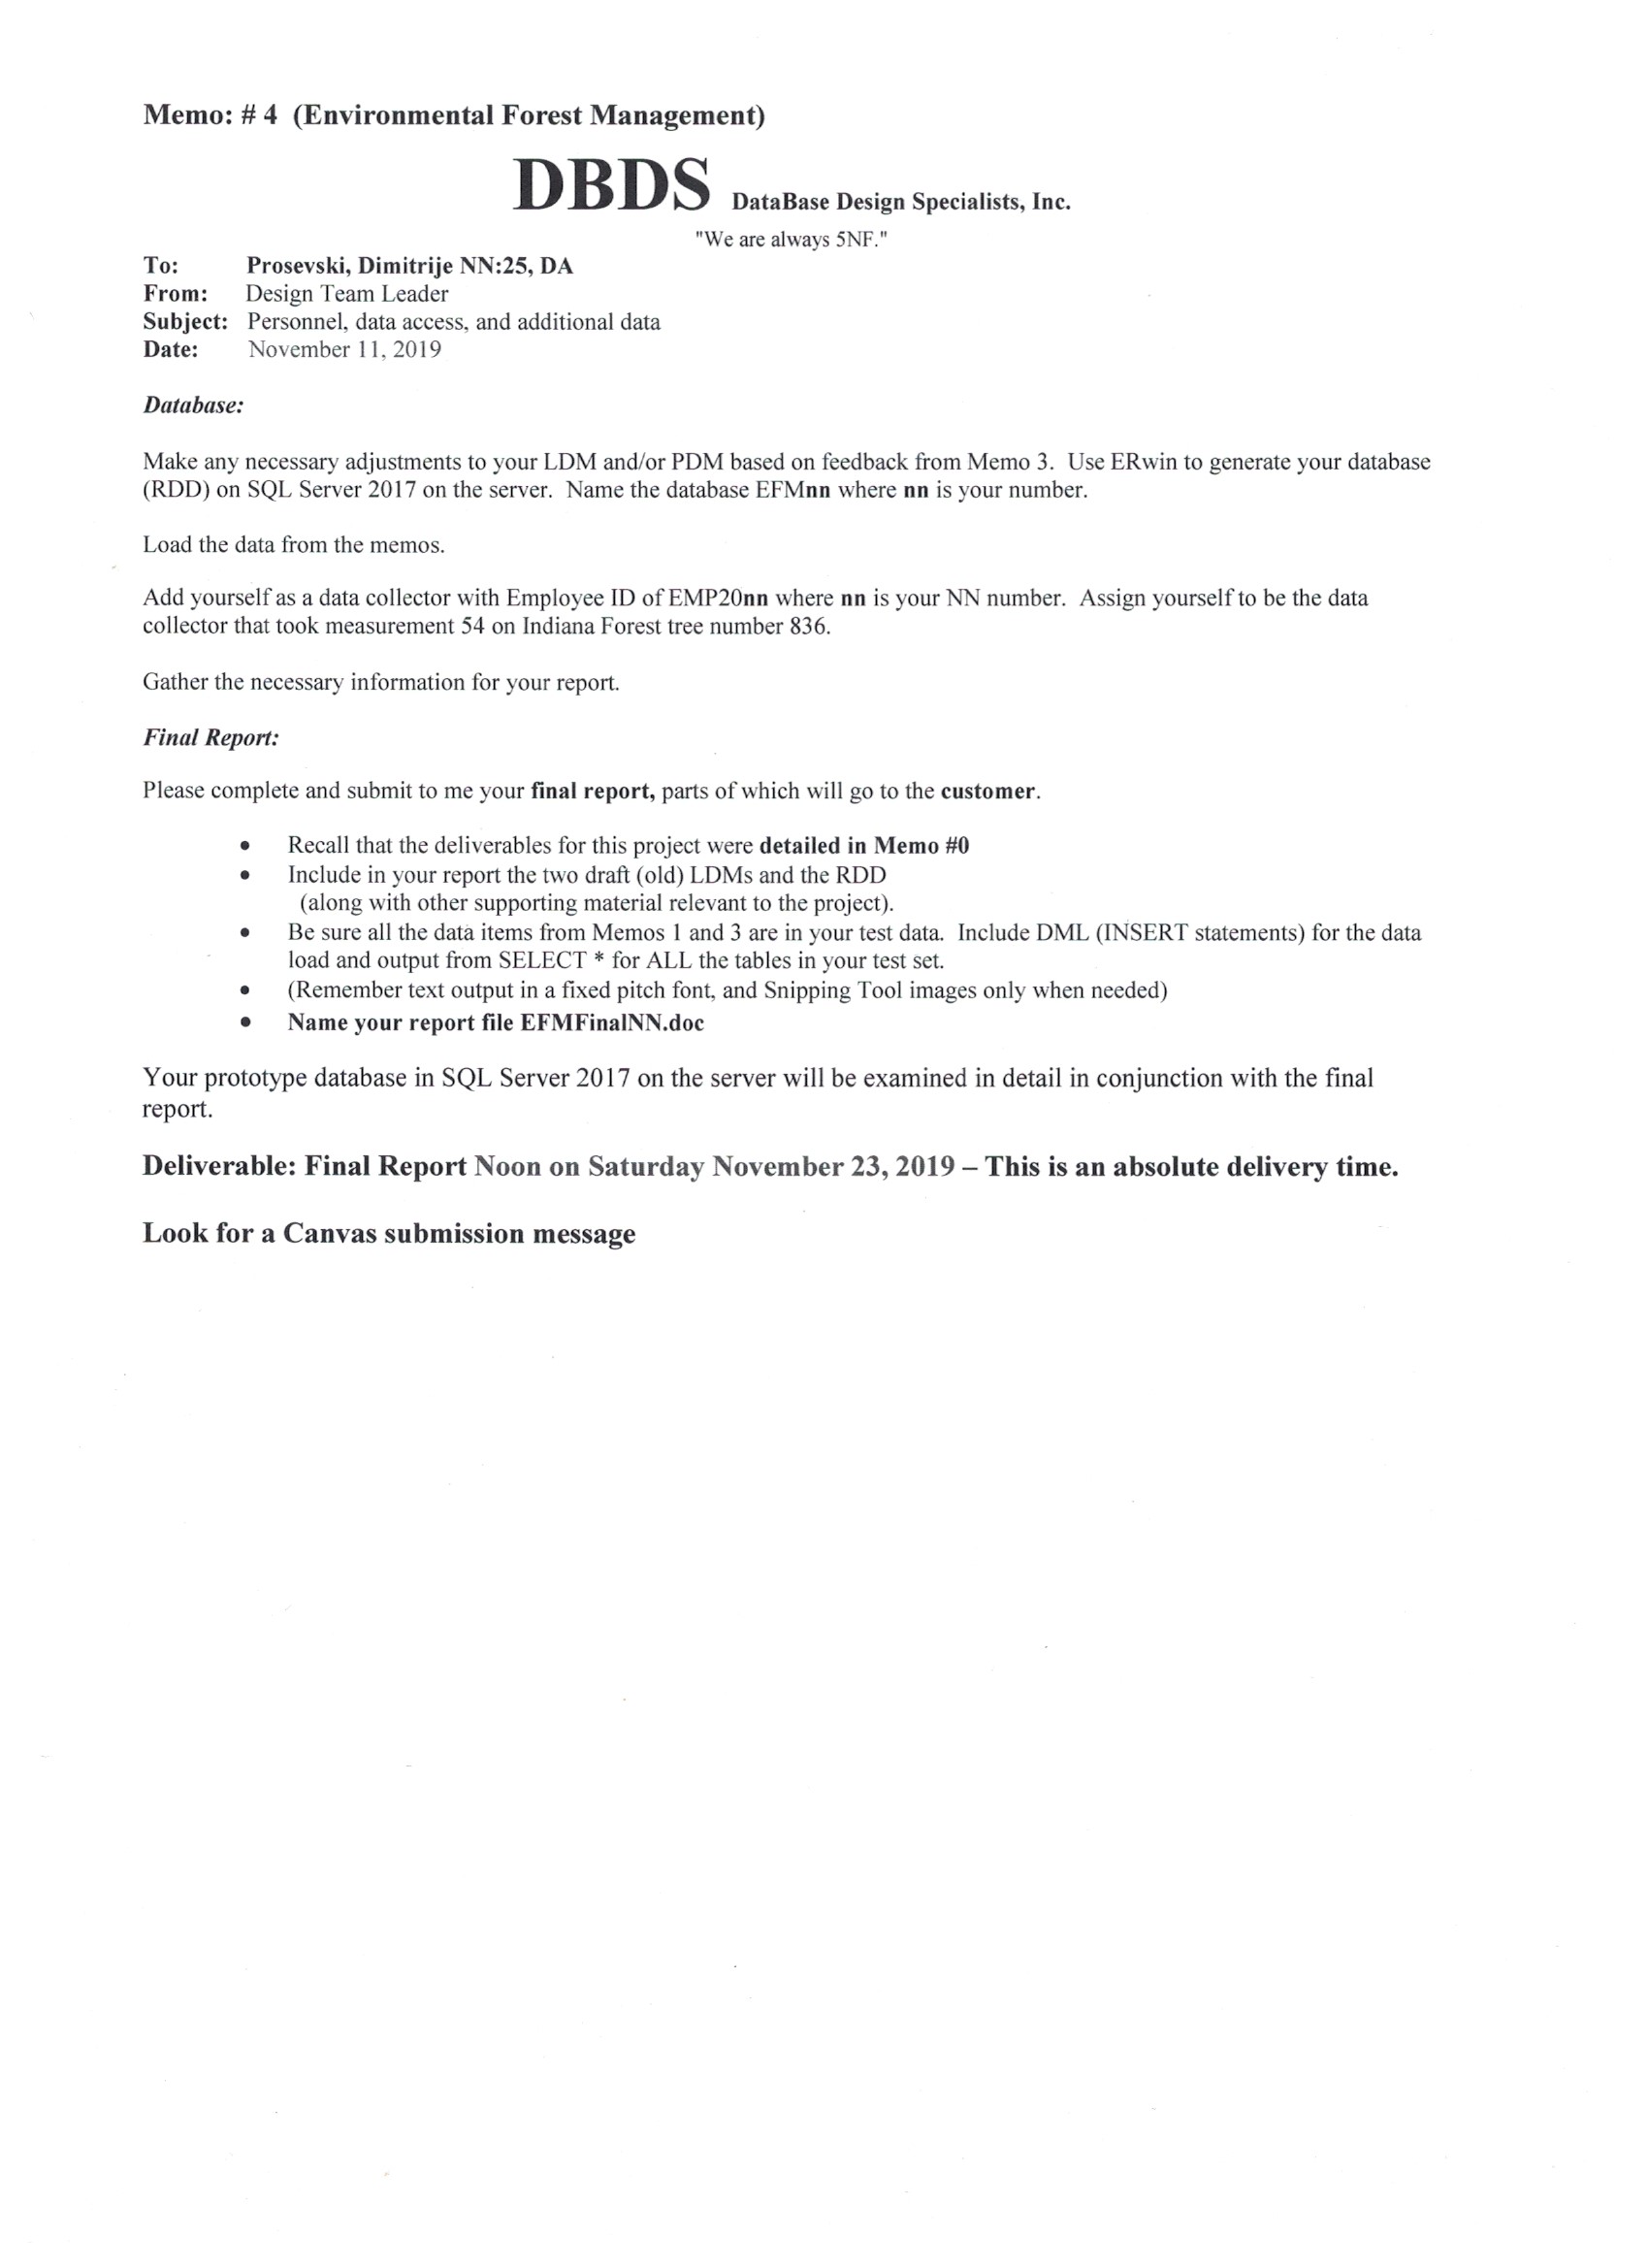 Memo: # 4 (Environmental Forest Management)
DBDS DataBase Design Specialists, Inc.
"We are always 5NF."
To: Prosevski, Dimitrije NN:25, DA
From: Design Team Leader
Subject: Personnel, data access, and additional data
Date: November 11, 2019
Database:
Make any necessary adjustments to your LDM and/or PDM based on feedback from Memo 3. Use ERwin to generate your database
(RDD) on SQL Server 2017 on the server. Name the database EFMnn where nn is your number.
Load the data from the memos.
Add yourself as a data collector with Employee ID of EMP20nn where nn is your NN number. Assign yourself to be the data
collector that took measurement 54 on Indiana Forest tree number 836.
Gather the necessary information for your report.
Final Report:
Please complete and submit to me your final report, parts of which will go to the customer.
• Recall that the deliverables for this project were detailed in Memo #0
• Include in your report the two draft (old) LDMs and the RDD
(along with other supporting material relevant to the project).
• Be sure all the data items from Memos 1 and 3 are in your test data. Include DML (INSERT statements) for the data
load and output from SELECT * for ALL the tables in your test set.
• (Remember text output in a fixed pitch font, and Snipping Tool images only when needed)
• Name your report file EFMFinalNN.doc
Your prototype database in SQL Server 2017 on the server will be examined in detail in conjunction with the final
report.
Deliverable: Final Report Noon on Saturday November 23, 2019 – This is an absolute delivery time.
Look for a Canvas submission message